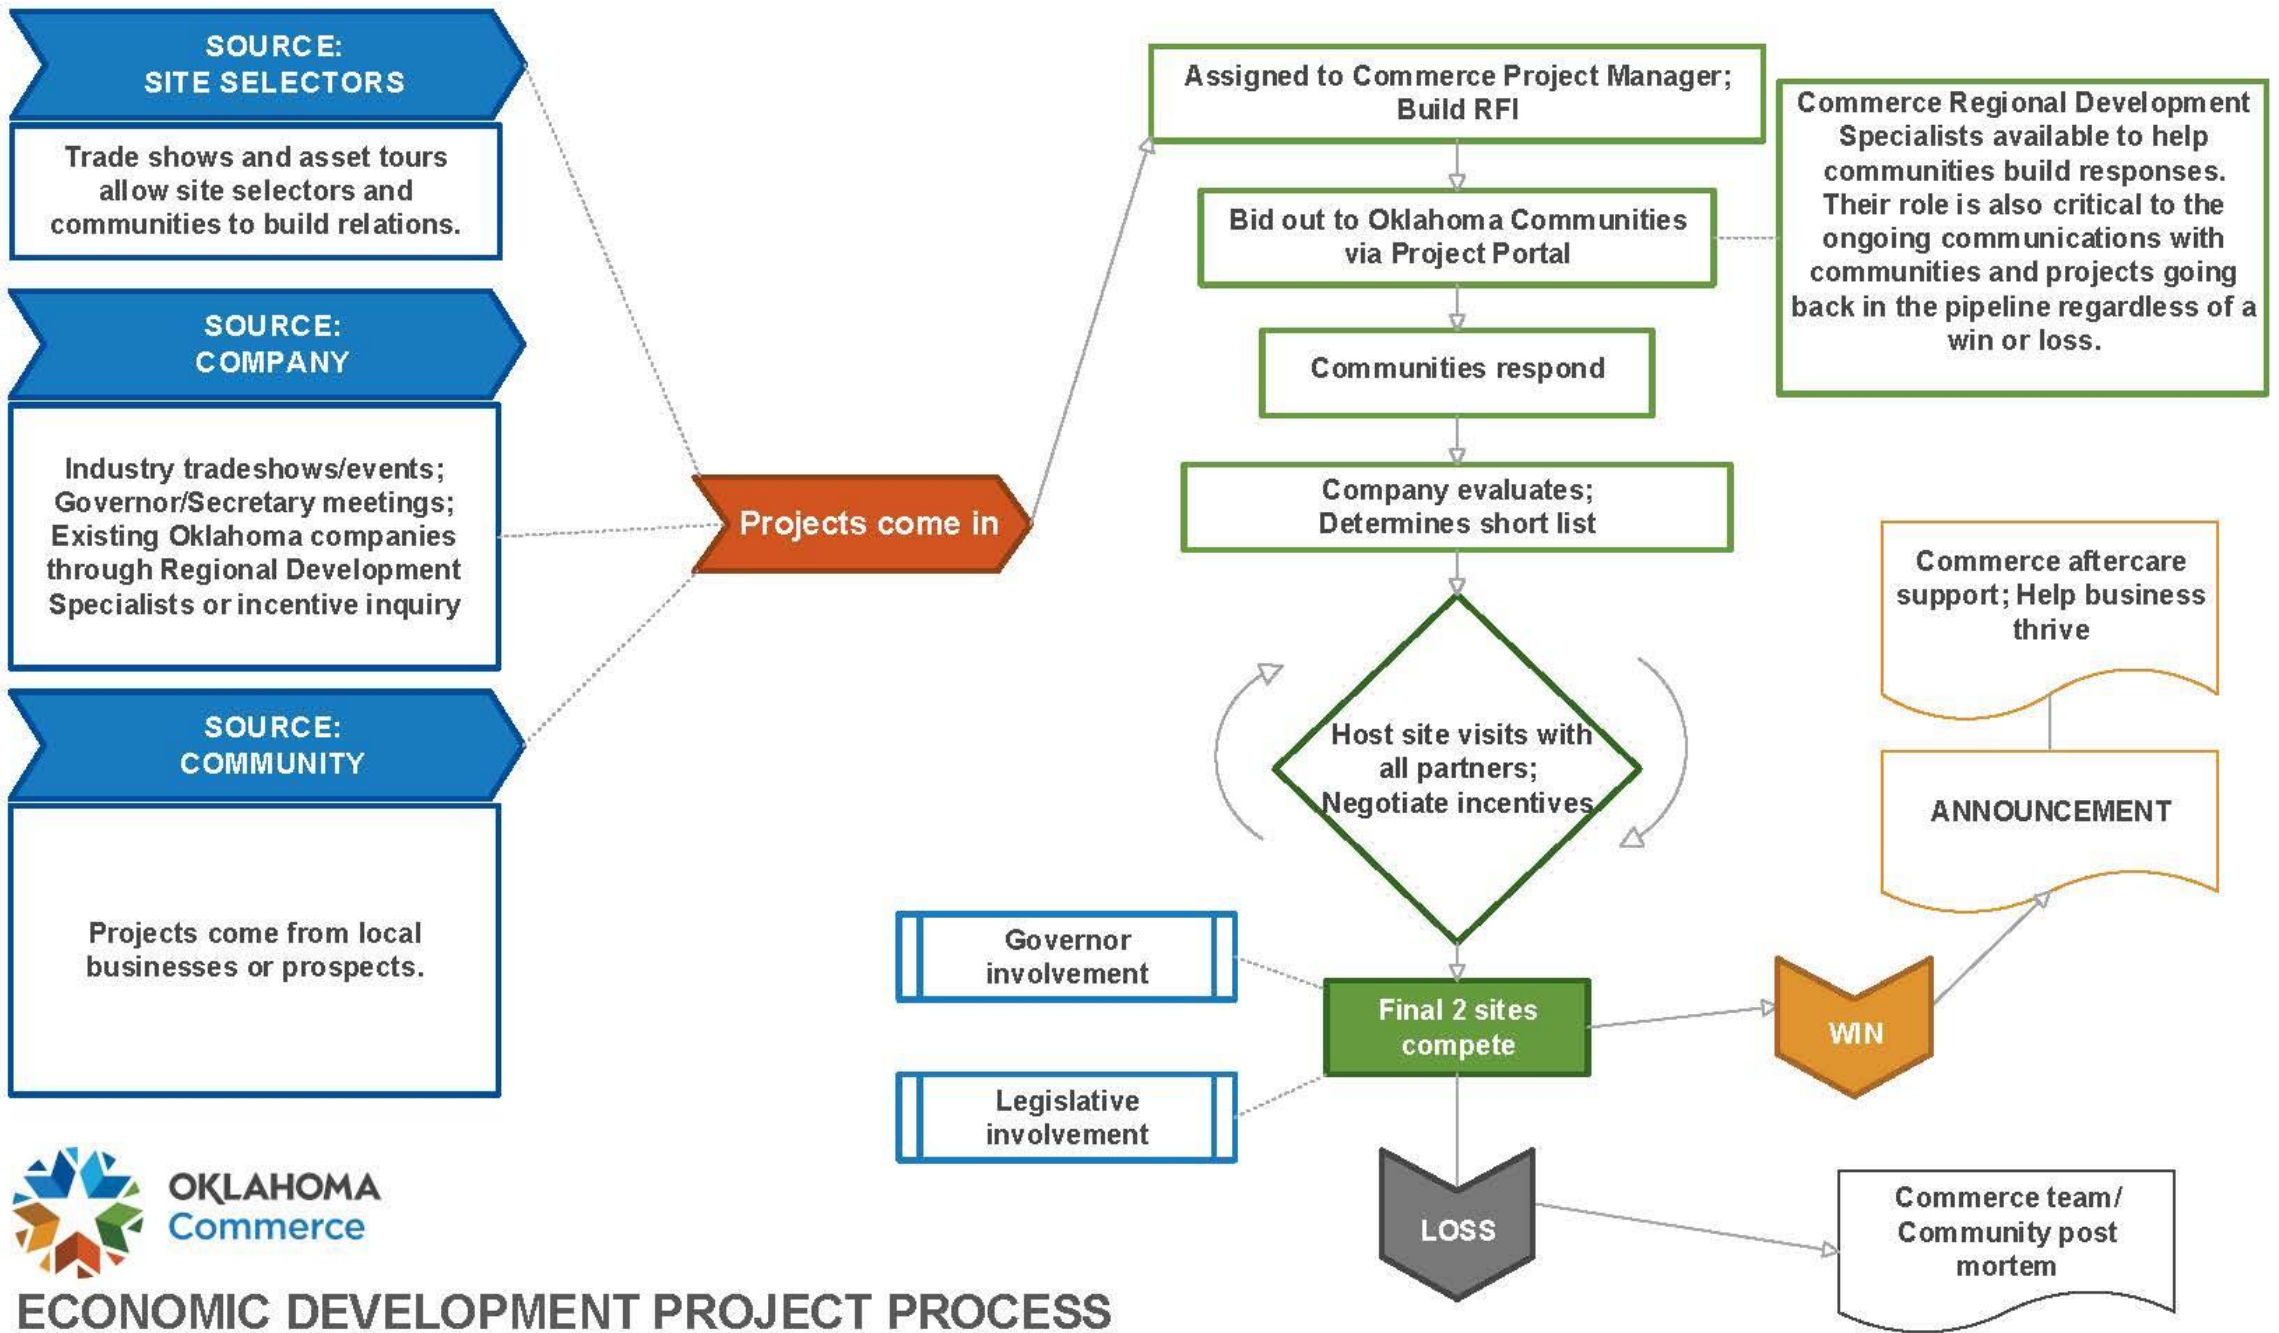 SOURCE:
SITE SELECTORS
Trade shows and asset tours
allow site selectors and
communities to build relations.
SOURCE:
COMPANY
Industry tradeshows/events;
Governor/Secretary meetings;
Existing Oklahoma companies
through Regional Development
Specialists or incentive inquiry
SOURCE:
COMMUNITY
Projects come from local
businesses or prospects.
Projects come in
Assigned to Commerce Project Manager;
Build RFI
Bid out to Oklahoma Communities
via Project Portal
Commerce Regional Development
Specialists available to help
communities build responses.
Their role is also critical to the
ongoing communications with
communities and projects going
back in the pipeline regardless of a
win or loss.
Communities respond
Company evaluates;
Determines short list
Host site visits with
all partners;
Negotiate incentives
Governor
involvement
Legislative
involvement
Final 2 sites
compete
WIN
ANNOUNCEMENT
Commerce aftercare
support; Help business
thrive
LOSS
Commerce team/
Community post
mortem
OKLAHOMA
Commerce
ECONOMIC DEVELOPMENT PROJECT PROCESS